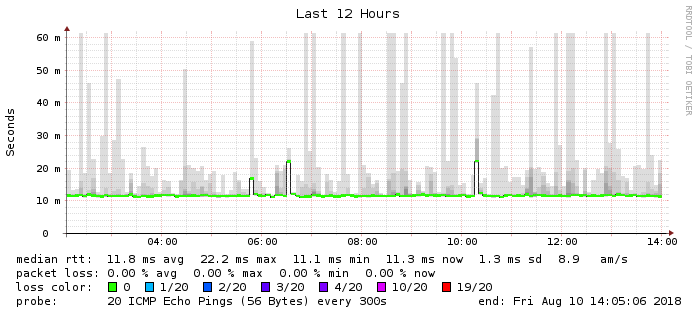 Last 12 Hours
RRDTOOL / TOBI OETIKER
Seconds
60 m
50 m
40 m
30 m
20 m
10 m
0
04:00 06:00 08:00 10:00 12:00 14:00
median rtt: 11.8 ms avg 22.2 ms max 11.1 ms min 11.3 ms now 1.3 ms sd 8.9 am/s
packet loss: 0.00 % avg 0.00 % max 0.00 % min 0.00 % now
loss color: 0 1/20 2/20 3/20 4/20 10/20 19/20
probe: 20 ICMP Echo Pings (56 Bytes) every 300s end: Fri Aug 10 14:05:06 2018